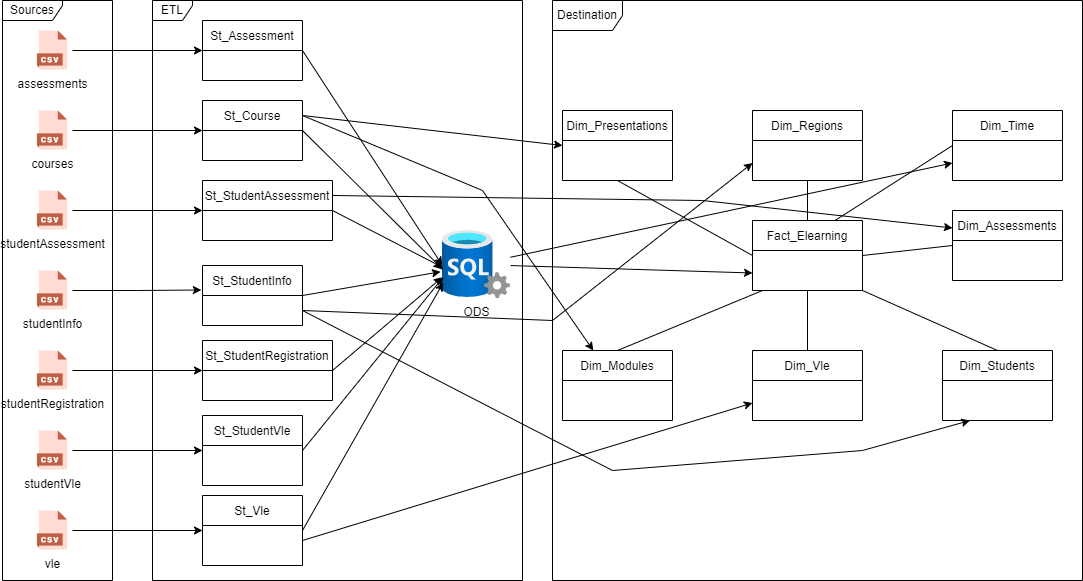 Sources
ETL
Destination
CSV
assessments
CSV
courses
CSV
studentAssessment
CSV
studentInfo
CSV
studentRegistration
CSV
studentVle
CSV
vle
St_Assessment
St_Course
St_StudentAssessment
St_StudentInfo
St_StudentRegistration
St_StudentVle
St_Vle
SQL
ODS
Dim_Presentations
Dim_Regions
Dim_Time
Fact_Elearning
Dim_Assessments
Dim_Modules
Dim_Vle
Dim_Students